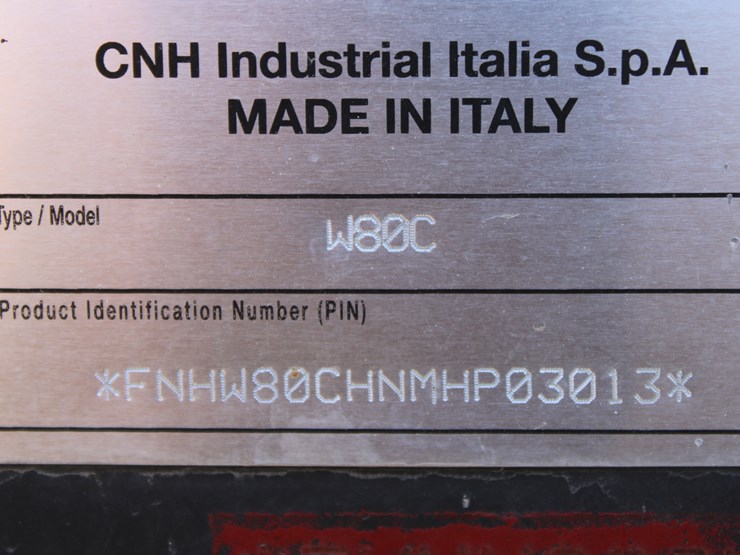 CNH Industrial Italia S.p.A.
MADE IN ITALY
Type / Model
W80C
Product Identification Number (PIN)
*FNHW80CHNMHP03013*